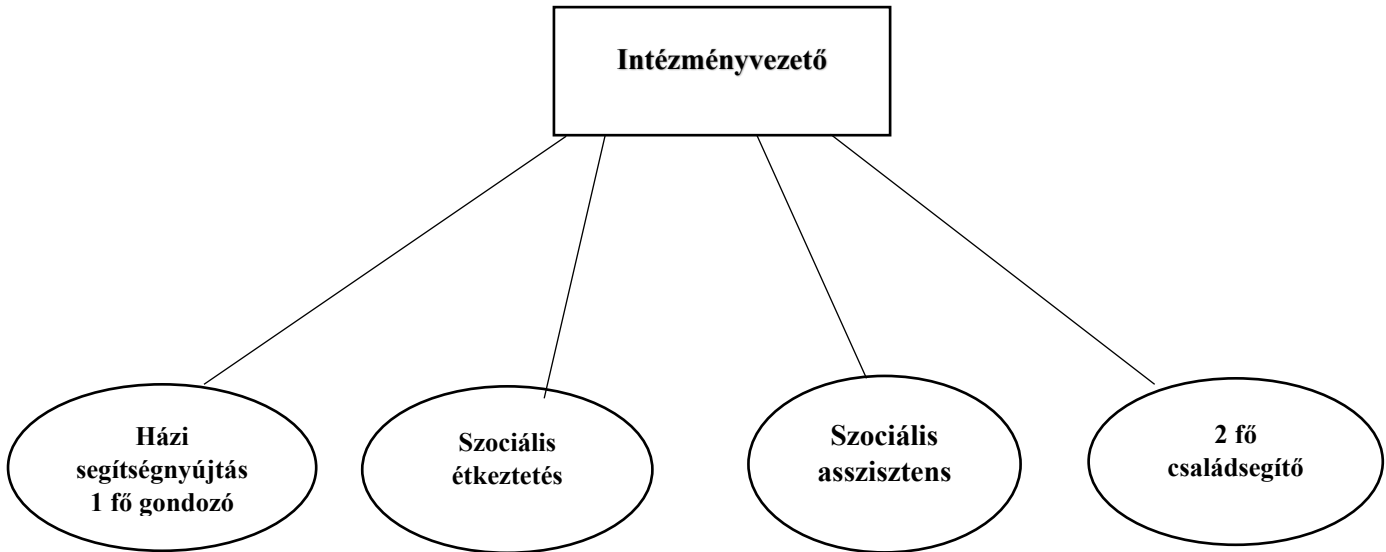 Intézményvezető
Házi
segítségnyújtás
1 fő gondozó
Szociális
étkeztetés
Szociális
asszisztens
2 fő
családsegítő